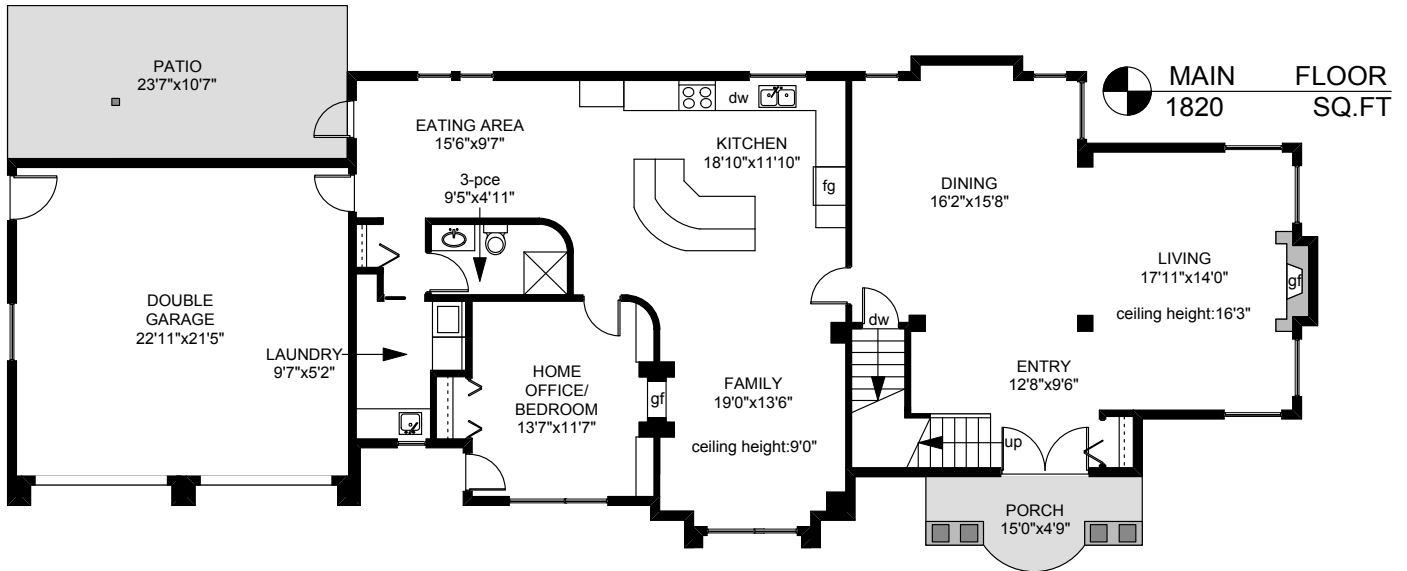 PATIO
23'7"x10'7"
MAIN FLOOR
1820 SQ.FT
EATING AREA
15'6"x9'7"
dw
KITCHEN
18'10"x11'10"
3-pce
9'5"x4'11"
fg
DINING
16'2"x15'8"
LIVING
17'11"x14'0"
gf
ceiling height:16'3"
DOUBLE
GARAGE
22'11"x21'5"
dw
LAUNDRY
9'7"x5'2"
HOME
OFFICE/
BEDROOM
13'7"x11'7"
gf
FAMILY
19'0"x13'6"
ceiling height:9'0"
ENTRY
12'8"x9'6"
up
PORCH
15'0"x4'9"